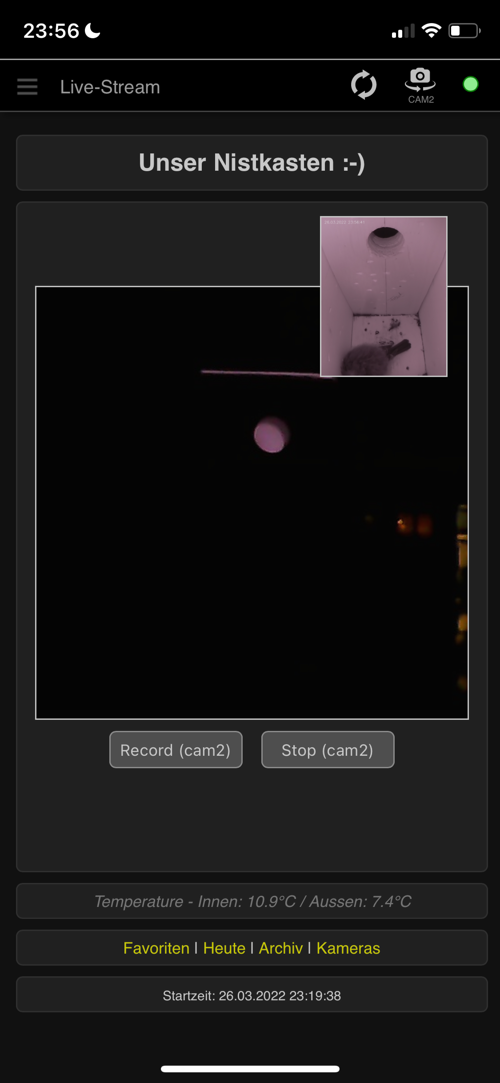 23:56
Live-Stream
CAM2
Unser Nistkasten :-)
Record (cam2)
Stop (cam2)
Temperature - Innen: 10.9°C / Aussen: 7.4°C
Favoriten | Heute | Archiv | Kameras
Startzeit: 26.03.2022 23:19:38